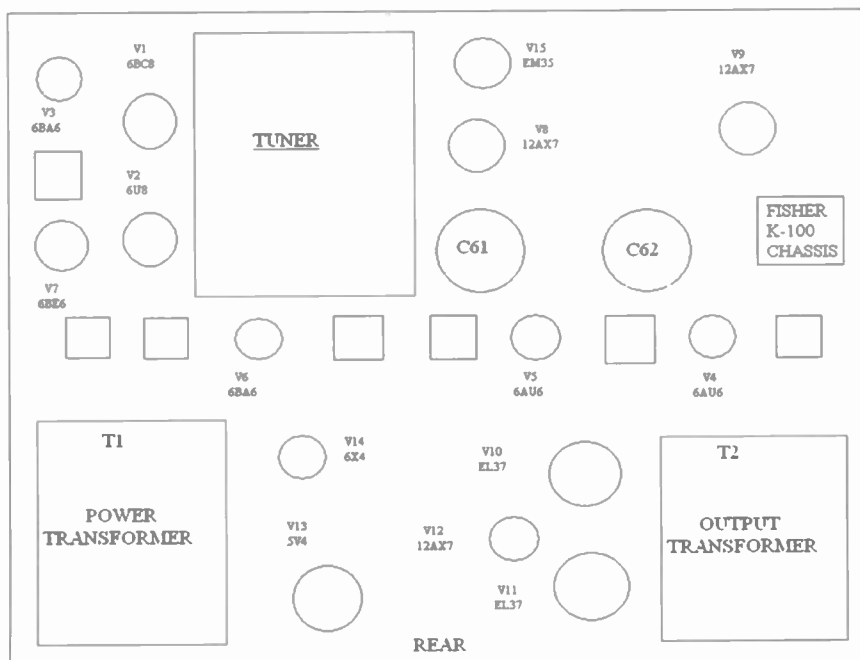 V1
6BC8
V15
EM35
V9
12AX7
V3
6BA6
TUNER
V8
12AX7
V2
6U8
FISHER
K-100
CHASSIS
C61
C62
V7
6BE6
V6
6BA6
V5
6AU6
V4
6AU6
T1
POWER
TRANSFORMER
V14
6X4
V10
EL37
T2
OUTPUT
TRANSFORMER
V13
5V4
V12
12AX7
V11
EL37
REAR